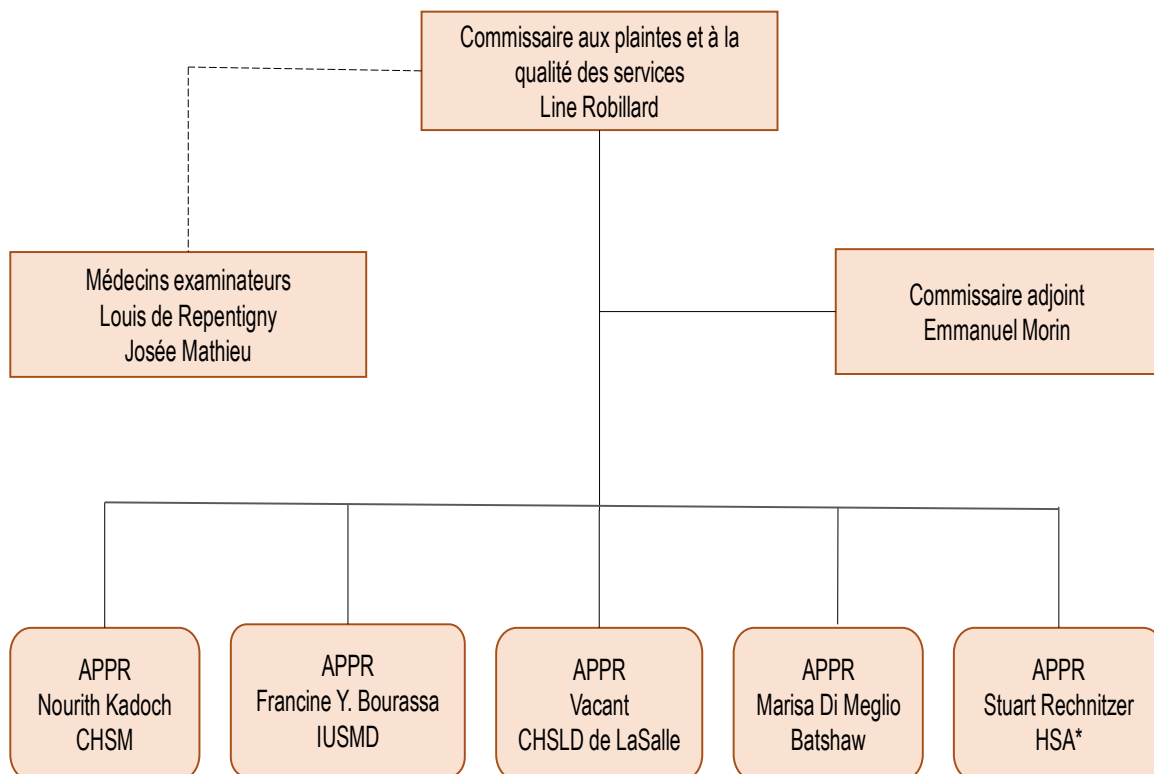 Commissaire aux plaintes et à la
qualité des services
Line Robillard
Médecins examinateurs
Louis de Repentigny
Josée Mathieu
Commissaire adjoint
Emmanuel Morin
APPR
Nourith Kadoch
CHSM
APPR
Francine Y. Bourassa
IUSMD
APPR
Vacant
CHSLD de LaSalle
APPR
Marisa Di Meglio
Batshaw
APPR
Stuart Rechnitzer
HSA*